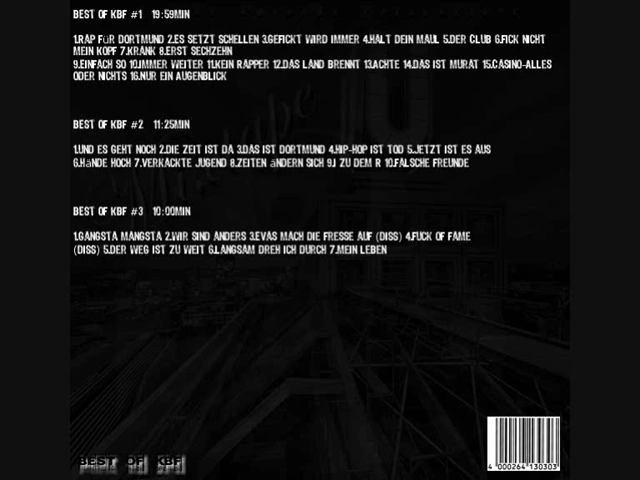 BEST OF KBF #1 19:59MIN
1.RAP FüR DORTMUND 2.ES SETZT SCHELLEN 3.GEFICKT WIRD IMMER 4.HALT DEIN MAUL 5.DER CLUB 6.FICK NICHT
MEIN KOPF 7.KRANK 8.ERST SECHZEHN
9.EINFACH SO 10.IMMER WEITER 11.KEIN RAPPER 12.DAS LAND BRENNT 13.ACHTE 14.DAS IST MURAT 15.CASINO-ALLES
ODER NICHTS 16.NUR EIN AUGENBLICK
BEST OF KBF #2 11:25MIN
1.UND ES GEHT NOCH 2.DIE ZEIT IST DA 3.DAS IST DORTMUND 4.HIP-HOP IST TOD 5.JETZT IST ES AUS
6.HäNDE HOCH 7.VERKACKTE JUGEND 8.ZEITEN äNDERN SICH 9.J ZU DEM R 10.FALSCHE FREUNDE
BEST OF KBF #3 10:00MIN
1.GANGSTA MANGSTA 2.WIR SIND ANDERS 3.EVAS MACH DIE FRESSE AUF (DISS) 4.FUCK OF FAME
(DISS) 5.DER WEG IST ZU WEIT 6.LANGSAM DREH ICH DURCH 7.MEIN LEBEN
BEST OF KBF
4 000264 130303